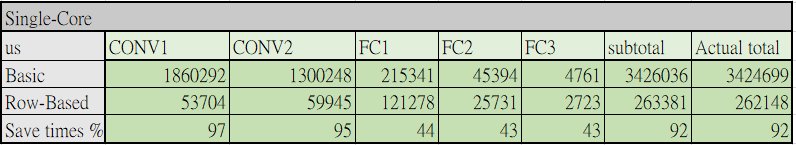 Single-Core
us CONV1 CONV2 FC1 FC2 FC3 subtotal Actual total
Basic 1860292 1300248 215341 45394 4761 3426036 3424699
Row-Based 53704 59945 121278 25731 2723 263381 262148
Save times % 97 95 44 43 43 92 92